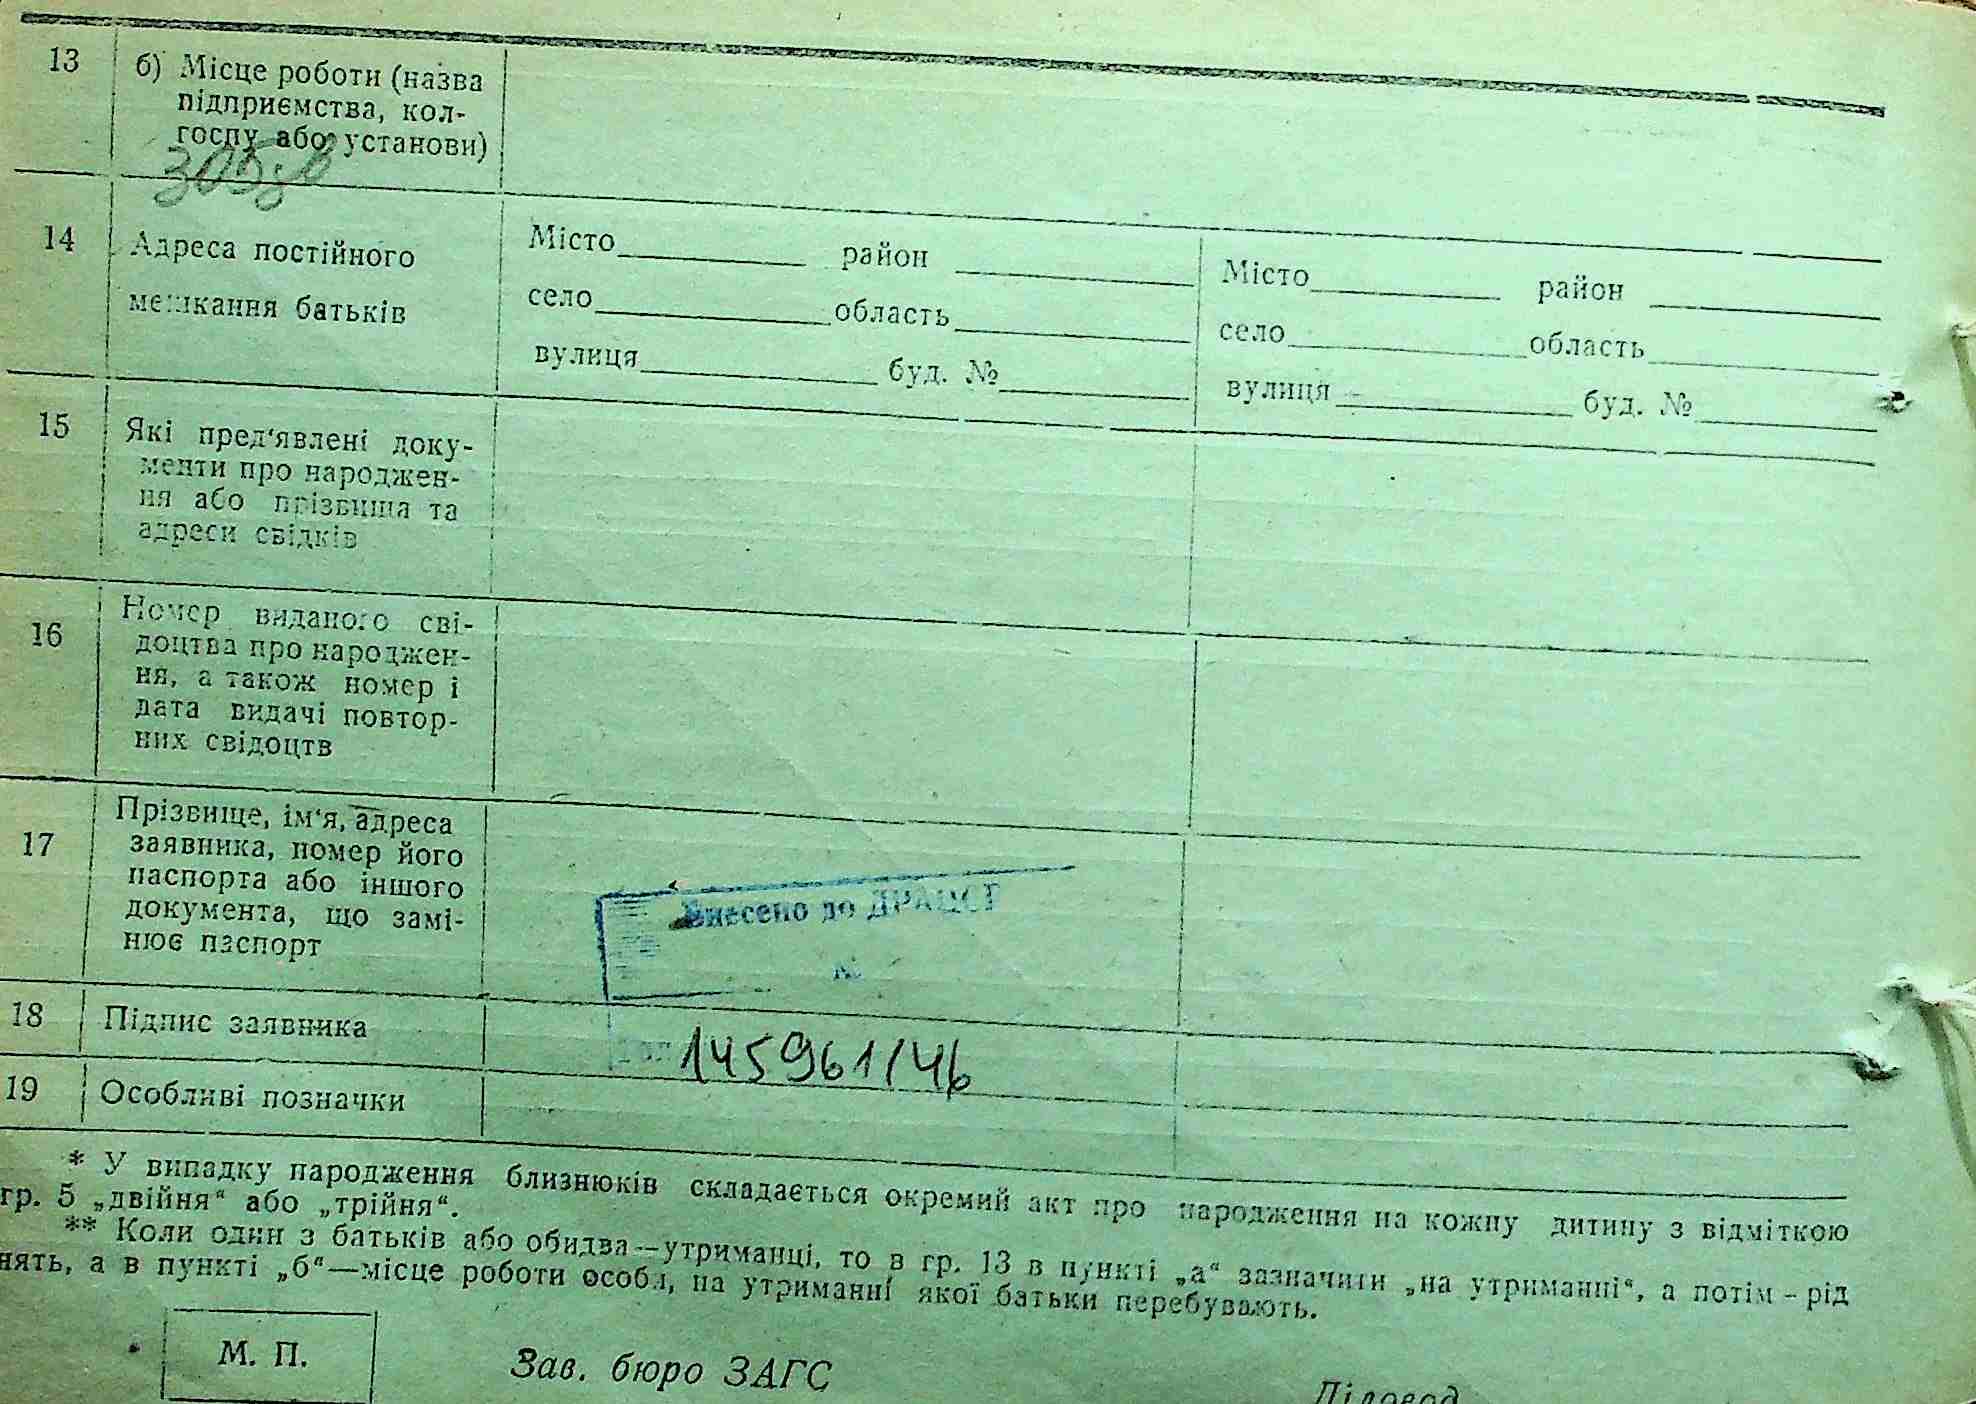 13 б) Місце роботи (назва
підприємства, кол-
госпу або установи)
14 Адреса постійного
мешкання батьків
Місто район
село область
вулиця буд. №
Місто район
село область
вулиця буд. №
15 Які пред‘явлені доку-
менти про народжен-
ня або прізвища та
адреси свідків
16 Номер виданого сві-
доцтва про народжен-
ня, а також номер і
дата видачі повтор-
них свідоцтв
17 Прізвище, ім‘я, адреса
заявника, номер його
паспорта або іншого
документа, що замі-
нює паспорт
Внесено до ДРАЦСГ
№
18 Підпис заявника
145961/46
19 Особливі позначки
* У випадку народження близнюків складається окремий акт про народження на кожну дитину з відміткою
гр. 5 „двійня“ або „трійня“.
** Коли один з батьків або обидва—утриманці, то в гр. 13 в пункті „а“ зазначити „на утриманні“, а потім – рід
нять, а в пункті „б“—місце роботи особи, на утриманні якої батьки перебувають.
М. П.
Зав. бюро ЗАГС
Діловод